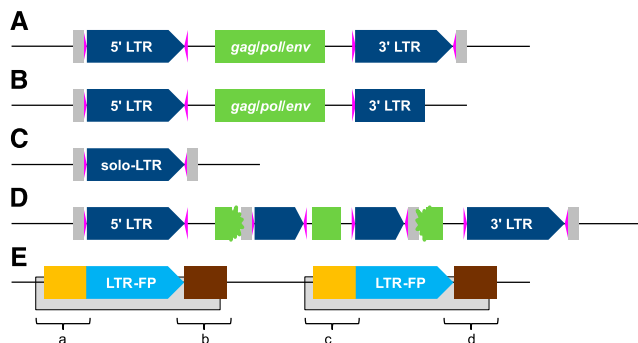 A
5' LTR gag/pol/env 3' LTR
B
5' LTR gag/pol/env 3' LTR
C
solo-LTR
D
5' LTR 3' LTR
E
LTR-FP LTR-FP
a b c d